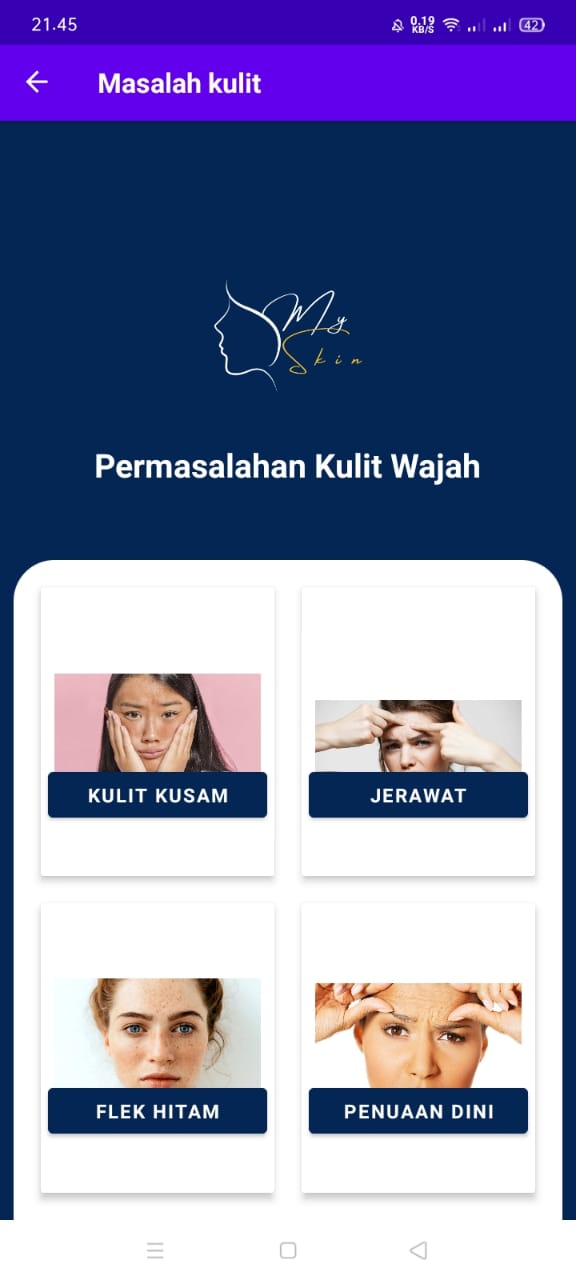 21.45
0.19
KB/S
42
Masalah kulit
My
Skin
Permasalahan Kulit Wajah
KULIT KUSAM
JERAWAT
FLEK HITAM
PENUAAN DINI